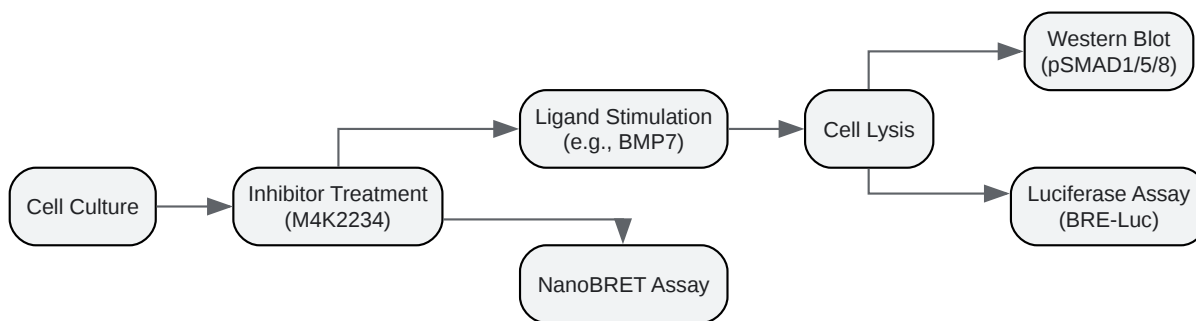 Cell Culture
Inhibitor Treatment
(M4K2234)
Ligand Stimulation
(e.g., BMP7)
NanoBRET Assay
Cell Lysis
Western Blot
(pSMAD1/5/8)
Luciferase Assay
(BRE-Luc)